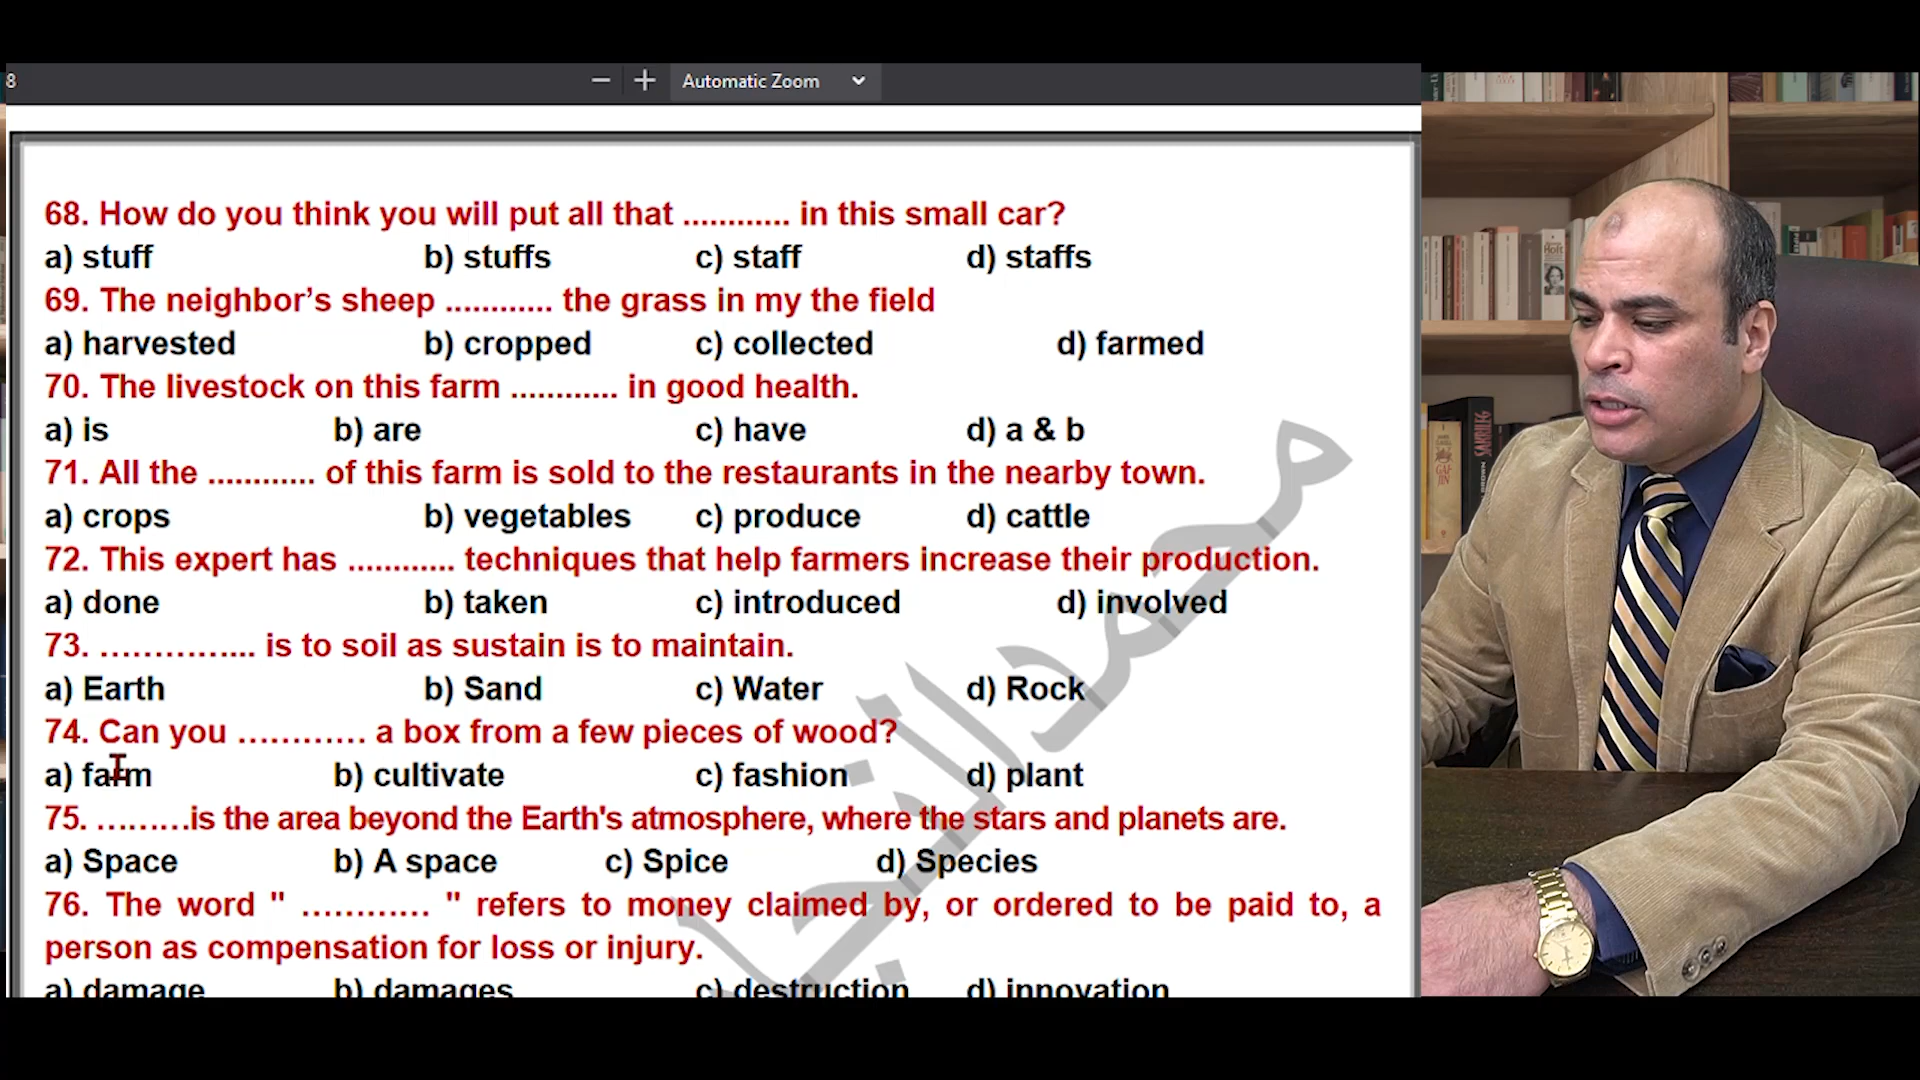 8
Automatic Zoom
68. How do you think you will put all that ............ in this small car?
a) stuff b) stuffs c) staff d) staffs
69. The neighbor’s sheep ............ the grass in my the field
a) harvested b) cropped c) collected d) farmed
70. The livestock on this farm ............ in good health.
a) is b) are c) have d) a & b
71. All the ............ of this farm is sold to the restaurants in the nearby town.
a) crops b) vegetables c) produce d) cattle
72. This expert has ............ techniques that help farmers increase their production.
a) done b) taken c) introduced d) involved
73. ………….... is to soil as sustain is to maintain.
a) Earth b) Sand c) Water d) Rock
74. Can you ………… a box from a few pieces of wood?
a) farm b) cultivate c) fashion d) plant
75. ………is the area beyond the Earth's atmosphere, where the stars and planets are.
a) Space b) A space c) Spice d) Species
76. The word " ………… " refers to money claimed by, or ordered to be paid to, a
person as compensation for loss or injury.
a) damage b) damages c) destruction d) innovation